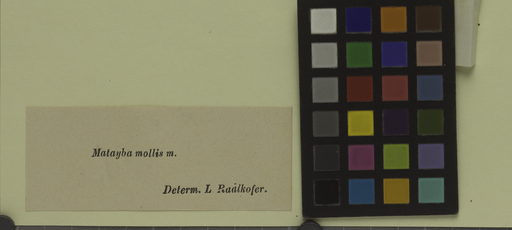 Matayba mollis m.
Determ. L Radlkofer.